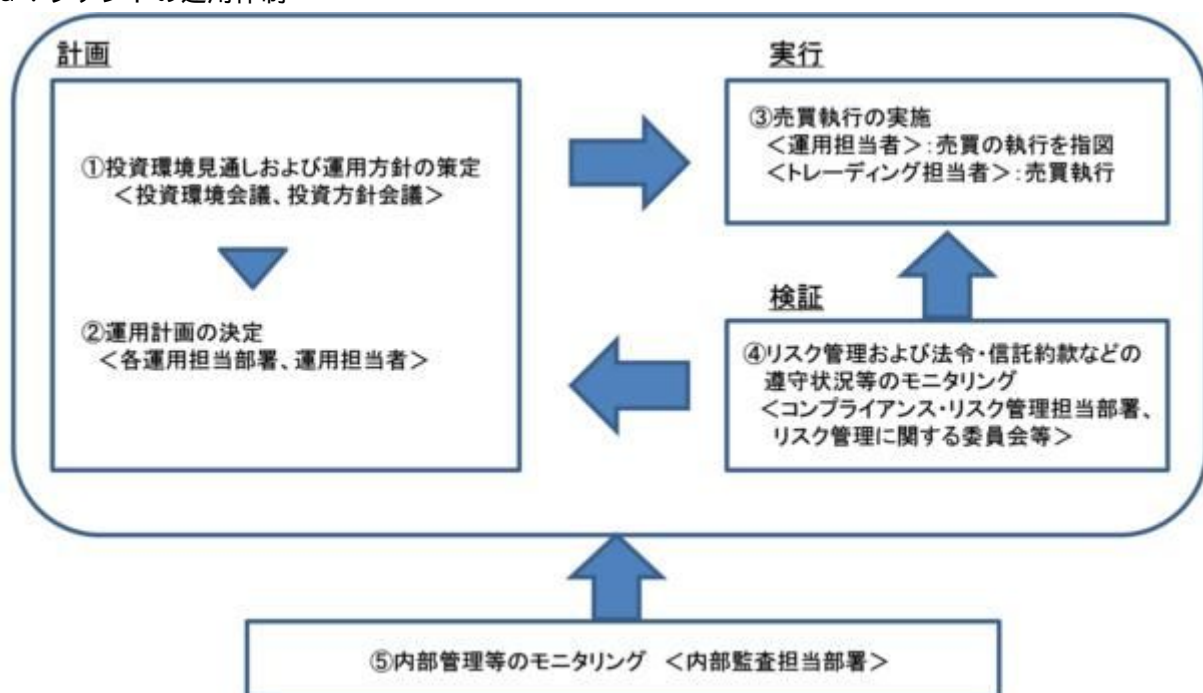 計画
①投資環境見通しおよび運用方針の策定
<投資環境会議、投資方針会議>
②運用計画の決定
<各運用担当部署、運用担当者>
実行
③売買執行の実施
<運用担当者>:売買の執行を指図
<トレーディング担当者>:売買執行
検証
④リスク管理および法令・信託約款などの
遵守状況等のモニタリング
<コンプライアンス・リスク管理担当部署、
リスク管理に関する委員会等>
⑤内部管理等のモニタリング <内部監査担当部署>